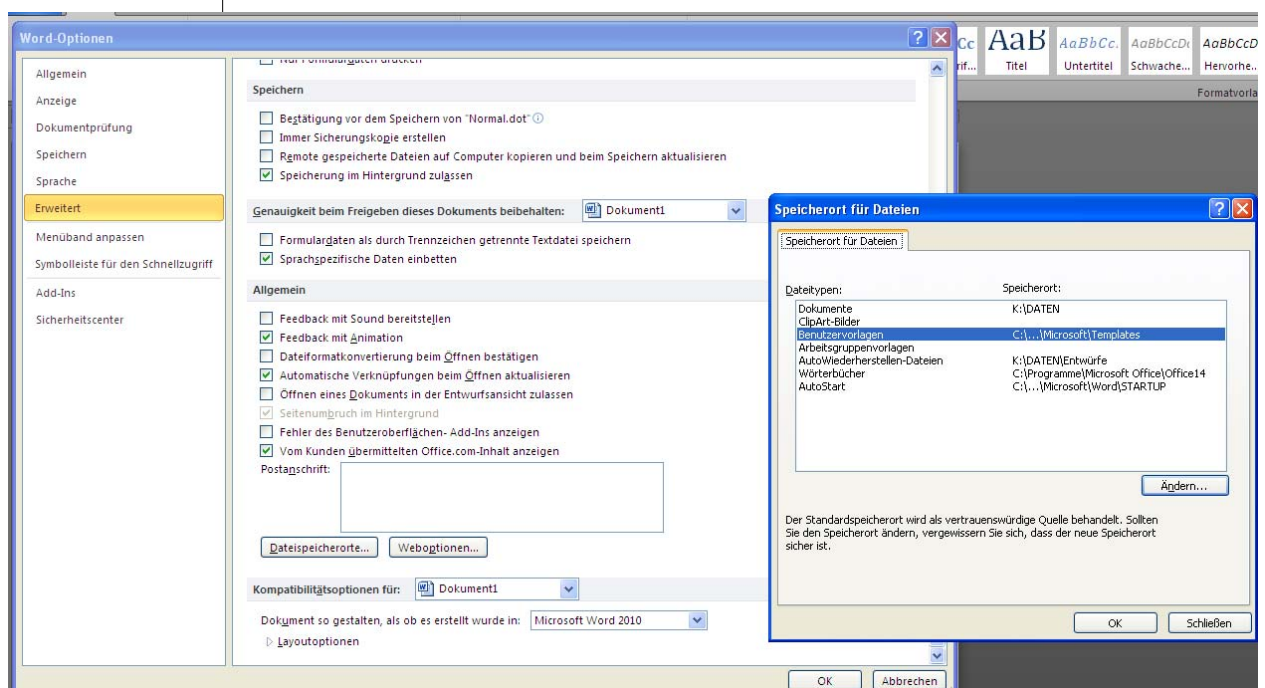 Word-Optionen
Cc
AaB
AaBbCc.
AaBbCcD
AaBbCcD
rif...
Titel
Untertitel
Schwache...
Hervorhe..
Formatvorla
Allgemein
Anzeige
Dokumentprüfung
Speichern
Sprache
Erweitert
Menüband anpassen
Symbolleiste für den Schnellzugriff
Add-Ins
Sicherheitscenter
Nur Formulardaten drucken
Speichern
Bestätigung vor dem Speichern von "Normal.dot"
Immer Sicherungskopie erstellen
Remote gespeicherte Dateien auf Computer kopieren und beim Speichern aktualisieren
Speicherung im Hintergrund zulassen
Genauigkeit beim Freigeben dieses Dokuments beibehalten: Dokument1
Formulardaten als durch Trennzeichen getrennte Textdatei speichern
Sprachspezifische Daten einbetten
Allgemein
Feedback mit Sound bereitstellen
Feedback mit Animation
Dateiformatkonvertierung beim Öffnen bestätigen
Automatische Verknüpfungen beim Öffnen aktualisieren
Öffnen eines Dokuments in der Entwurfsansicht zulassen
Seitenumbruch im Hintergrund
Fehler des Benutzeroberflächen- Add-Ins anzeigen
Vom Kunden übermittelten Office.com-Inhalt anzeigen
Postanschrift:
Dateispeicherorte... Weboptionen...
Kompatibilitätsoptionen für: Dokument1
Dokument so gestalten, als ob es erstellt wurde in: Microsoft Word 2010
Layoutoptionen
OK Abbrechen
Speicherort für Dateien
Speicherort für Dateien
Dateitypen: Speicherort:
Dokumente K:\DATEN
ClipArt-Bilder
Benutzervorlagen C:\...\Microsoft\Templates
Arbeitsgruppenvorlagen
AutoWiederherstellen-Dateien K:\DATEN\Entwürfe
Wörterbücher C:\Programme\Microsoft Office\Office14
AutoStart C:\...\Microsoft\Word\STARTUP
Ändern...
Der Standardspeicherort wird als vertrauenswürdige Quelle behandelt. Sollten
Sie den Speicherort ändern, vergewissern Sie sich, dass der neue Speicherort
sicher ist.
OK Schließen